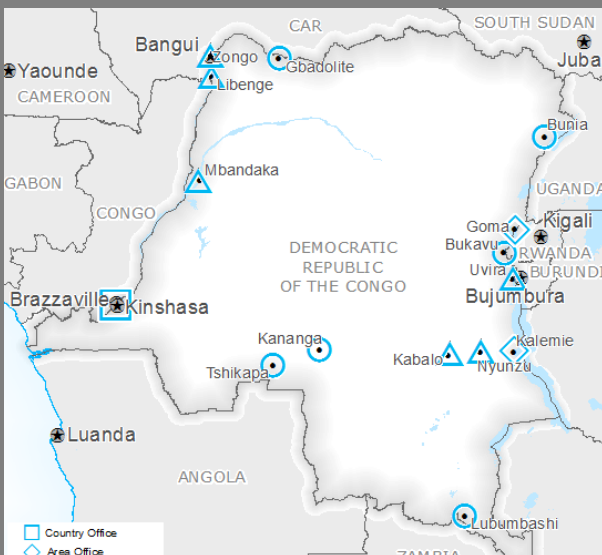 CAR
SOUTH SUDAN
Bangui
Zongo
Gbadolite
Juba
Yaounde
Libenge
CAMEROON
Bunia
Mbandaka
GABON
UGANDA
CONGO
Goma
Kigali
Bukavu
RWANDA
DEMOCRATIC
REPUBLIC
OF THE CONGO
Uvira
BURUNDI
Bujumbura
Brazzaville
Kinshasa
Kananga
Kalemie
Kabalo
Nyunzu
Tshikapa
Luanda
ANGOLA
Lubumbashi
Country Office
Area Office
ZAMBIA